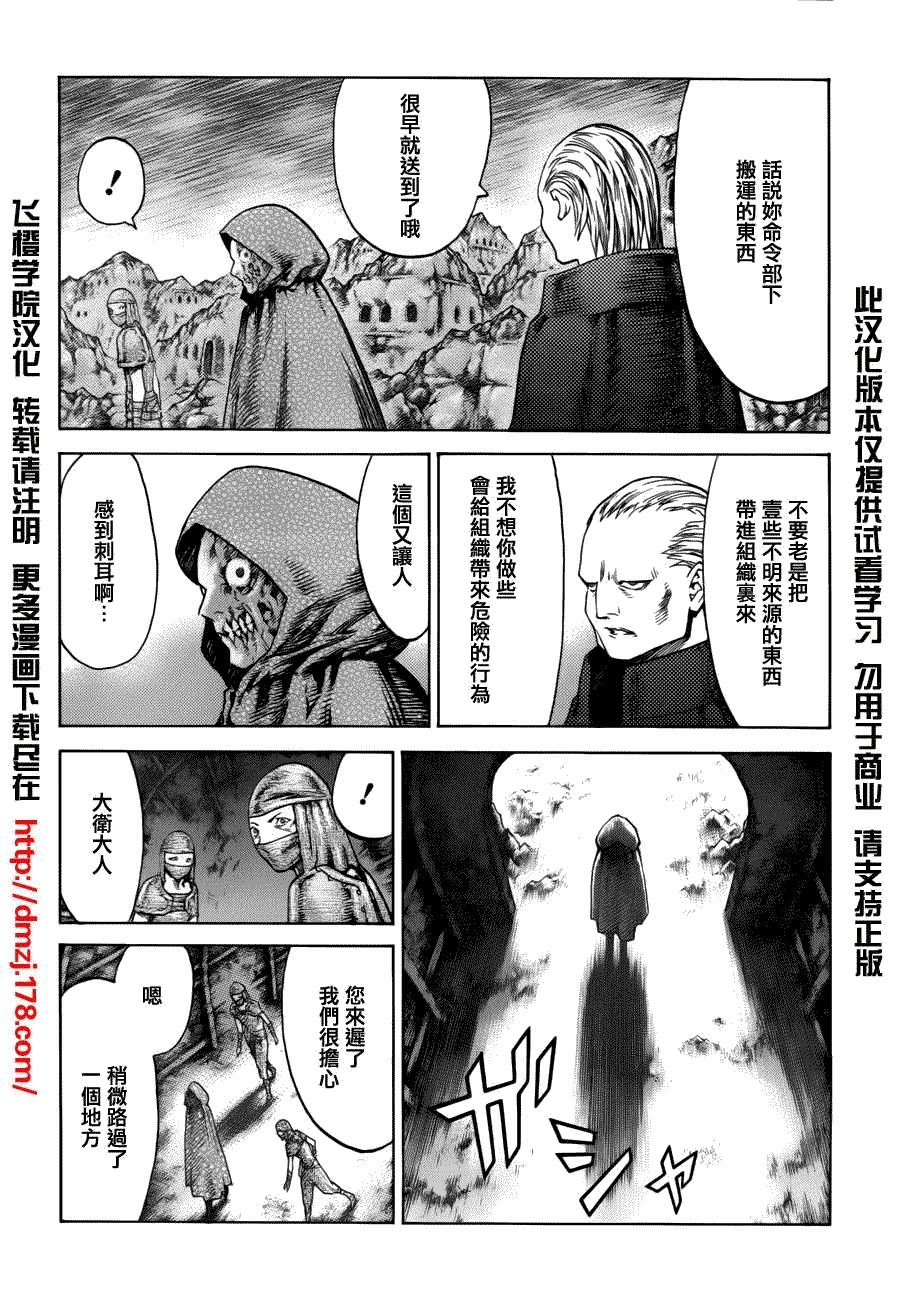 話説妳命令部下
搬運的東西
很早就送到了哦
！
不要老是把
壹些不明來源的東西
帶進組織裏來
我不想你做些
會給組織帶來危險的行為
這個又讓人
感到刺耳啊…
ガシャ
！
大衛大人
您來遲了
我們很擔心
嗯
稍微路過了
一個地方
此汉化版本仅提供试看学习 勿用于商业 请支持正版
飞橙学院汉化 转载请注明 更多漫画下载尽在 http://dmzj.178.com/